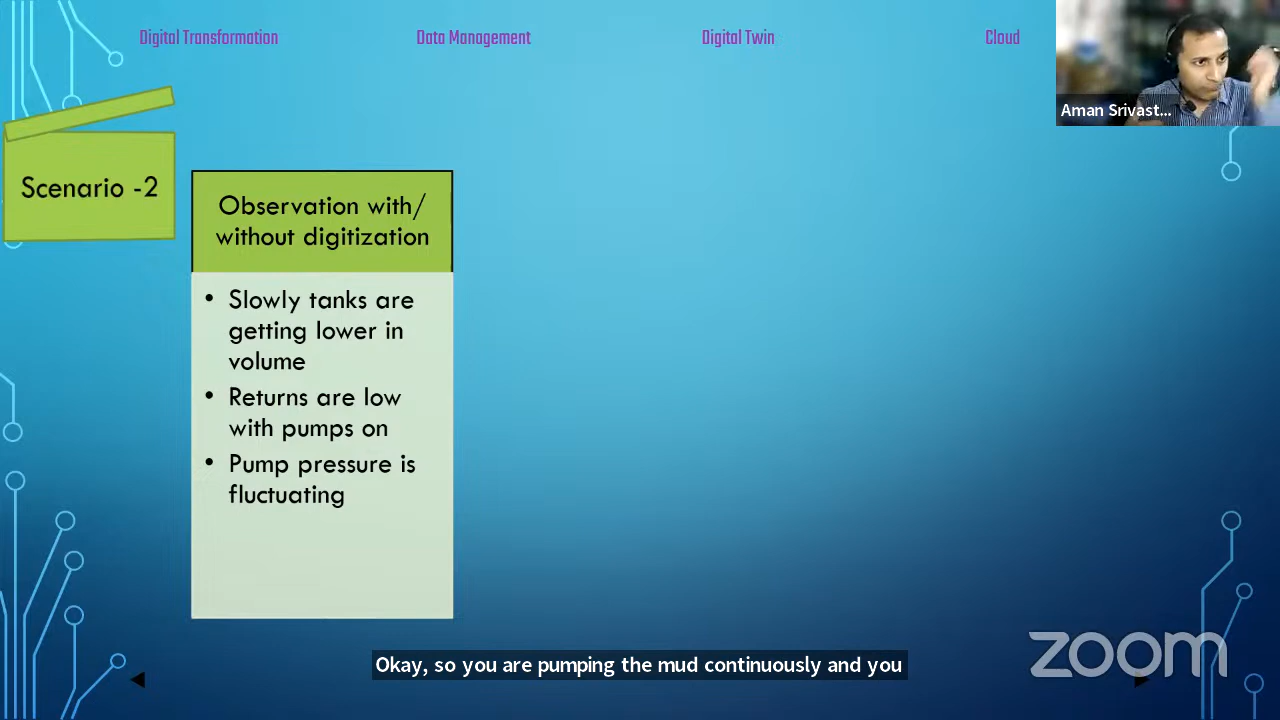 Digital Transformation
Data Management
Digital Twin
Cloud
Aman Srivast...
Scenario -2
Observation with/
without digitization
• Slowly tanks are
getting lower in
volume
• Returns are low
with pumps on
• Pump pressure is
fluctuating
Okay, so you are pumping the mud continuously and you
zoom